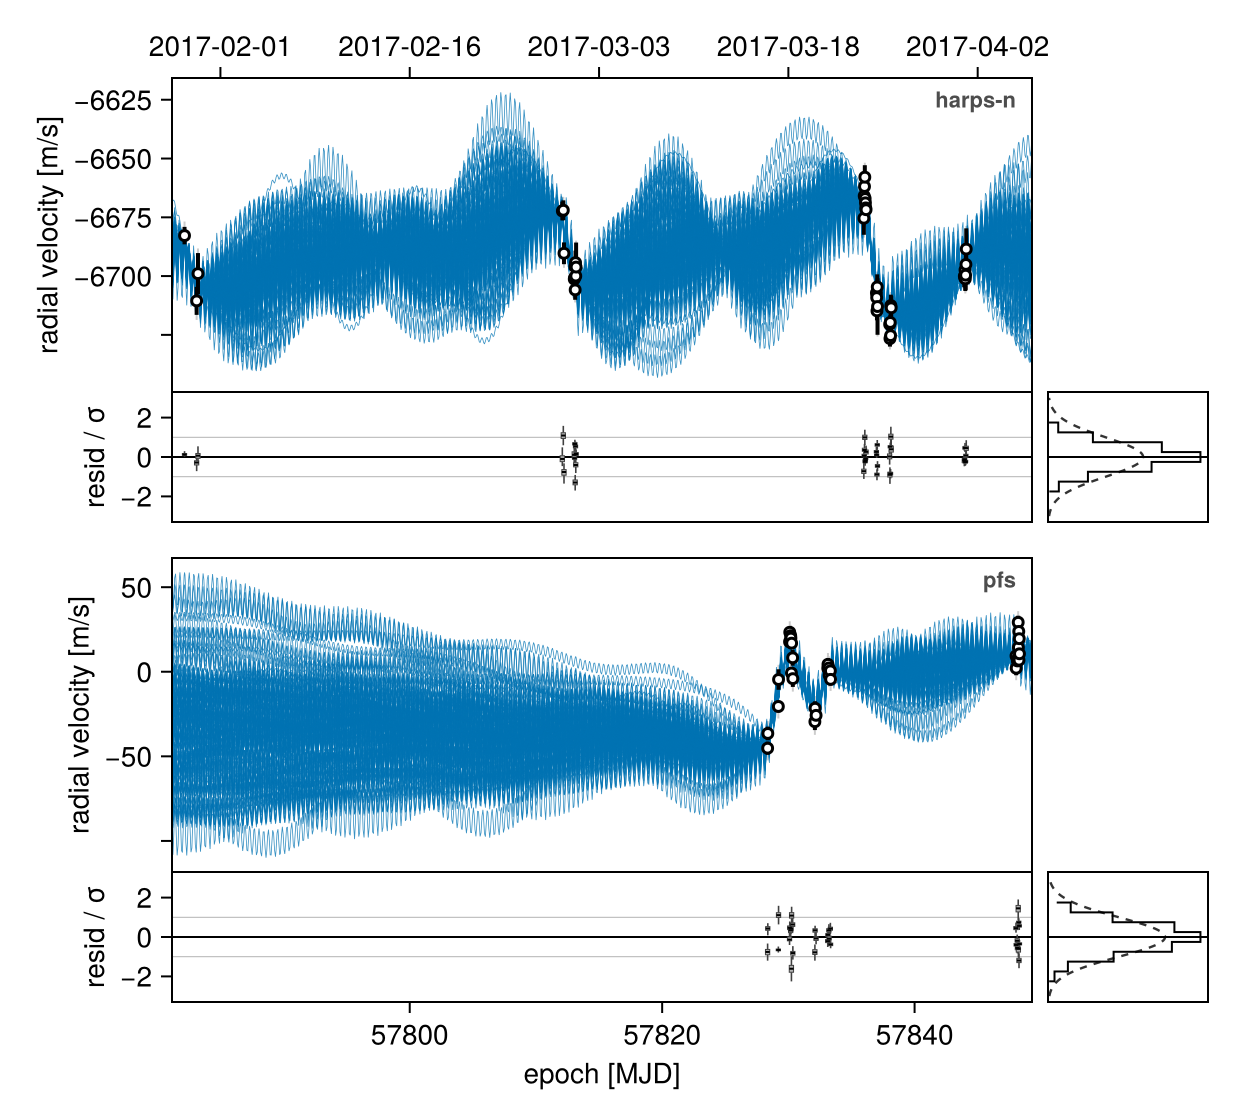 2017-02-01 2017-02-16 2017-03-03 2017-03-18 2017-04-02
harps-n
radial velocity [m/s]
−6625
−6650
−6675
−6700
resid / σ
2
0
−2
pfs
radial velocity [m/s]
50
0
−50
resid / σ
2
0
−2
57800 57820 57840
epoch [MJD]